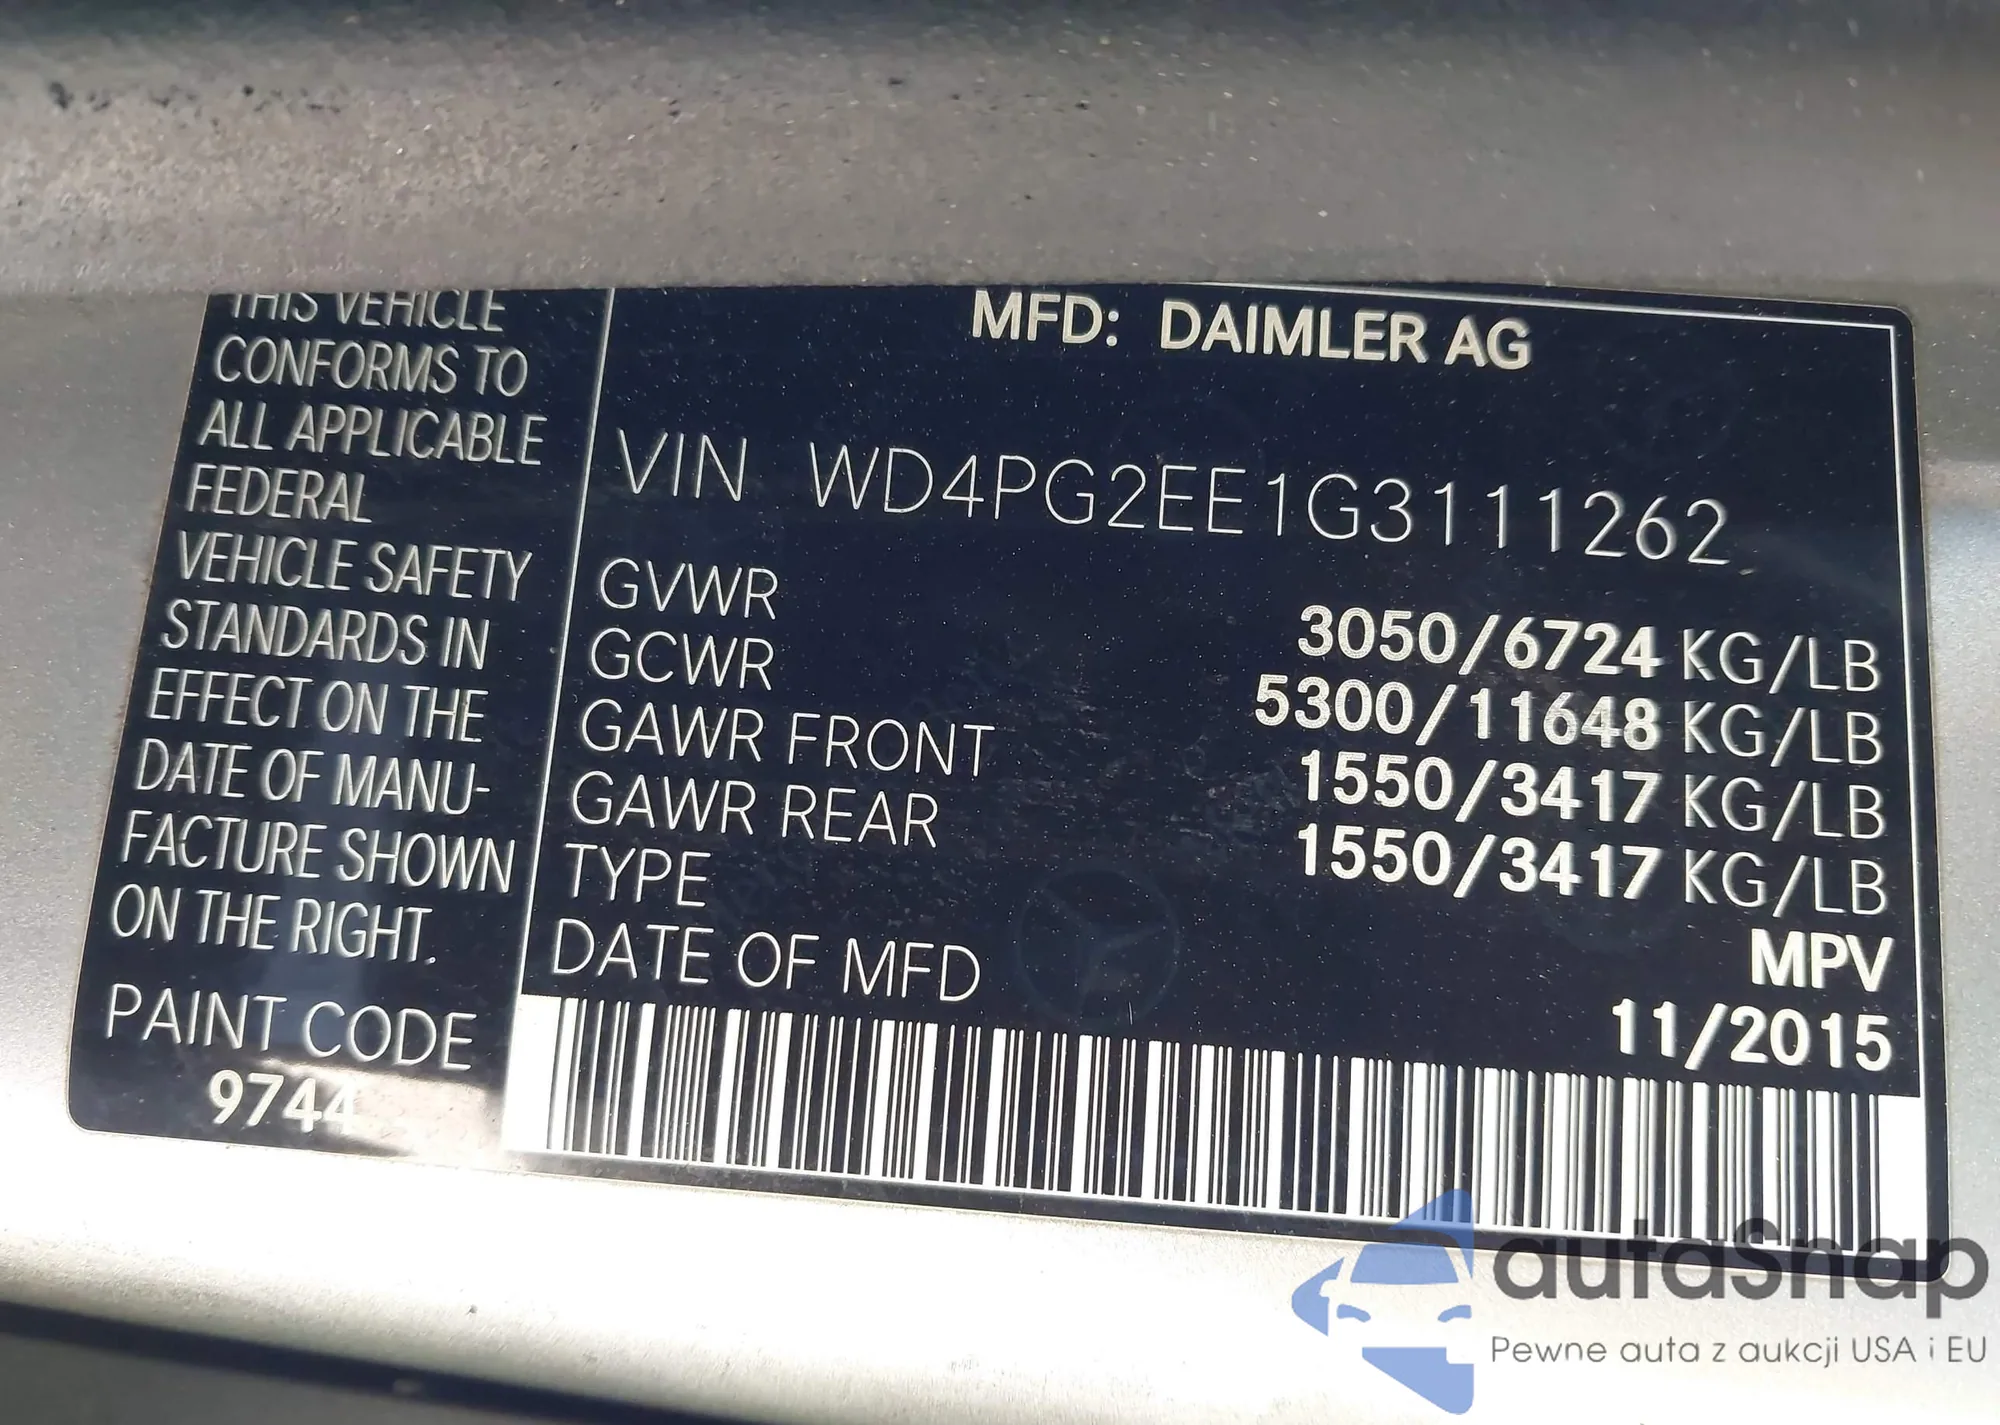 THIS VEHICLE
CONFORMS TO
ALL APPLICABLE
FEDERAL
VEHICLE SAFETY
STANDARDS IN
EFFECT ON THE
DATE OF MANU-
FACTURE SHOWN
ON THE RIGHT.
PAINT CODE
9744
MFD: DAIMLER AG
VIN WD4PG2EE1G3111262
GVWR 3050/6724 KG/LB
GCWR 5300/11648 KG/LB
GAWR FRONT 1550/3417 KG/LB
GAWR REAR 1550/3417 KG/LB
TYPE MPV
DATE OF MFD 11/2015
autaSnap
Pewne auta z aukcji USA i EU